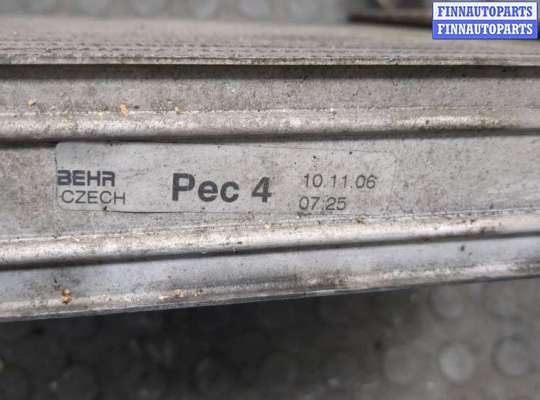 FINNAUTOPARTS
FINNAUTOPARTS
BEHR
CZECH
Pec 4
10.11.06
07:25